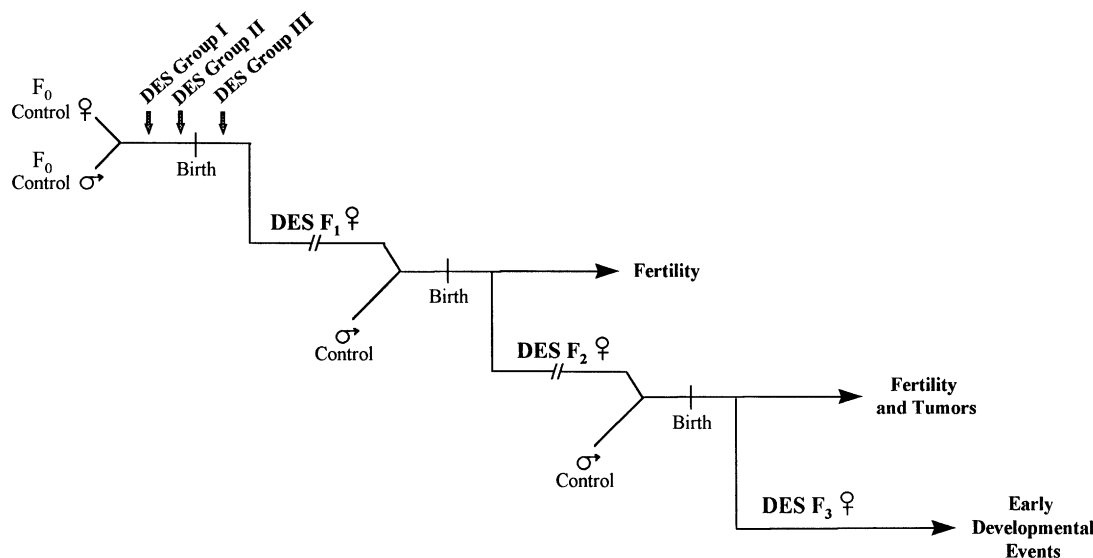 DES Group I
DES Group II
DES Group III
F₀
Control ♀
F₀
Control ♂
Birth
DES F₁ ♀
Birth
Fertility
♂
Control
DES F₂ ♀
Birth
Fertility
and Tumors
♂
Control
DES F₃ ♀
Early
Developmental
Events